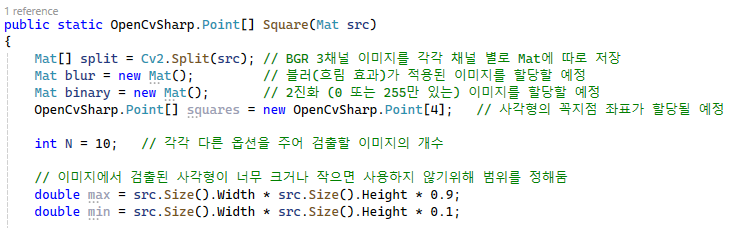 1 reference
public static OpenCvSharp.Point[] Square(Mat src)
{
Mat[] split = Cv2.Split(src); // BGR 3채널 이미지를 각각 채널 별로 Mat에 따로 저장
Mat blur = new Mat(); // 블러(흐림 효과)가 적용된 이미지를 할당할 예정
Mat binary = new Mat(); // 2진화 (0 또는 255만 있는) 이미지를 할당할 예정
OpenCvSharp.Point[] squares = new OpenCvSharp.Point[4]; // 사각형의 꼭지점 좌표가 할당될 예정
int N = 10; // 각각 다른 옵션을 주어 검출할 이미지의 개수
// 이미지에서 검출된 사각형이 너무 크거나 작으면 사용하지 않기위해 범위를 정해둠
double max = src.Size().Width * src.Size().Height * 0.9;
double min = src.Size().Width * src.Size().Height * 0.1;